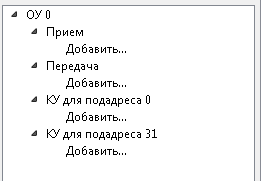 ОУ 0
Прием
Добавить...
Передача
Добавить...
КУ для подадреса 0
Добавить...
КУ для подадреса 31
Добавить...